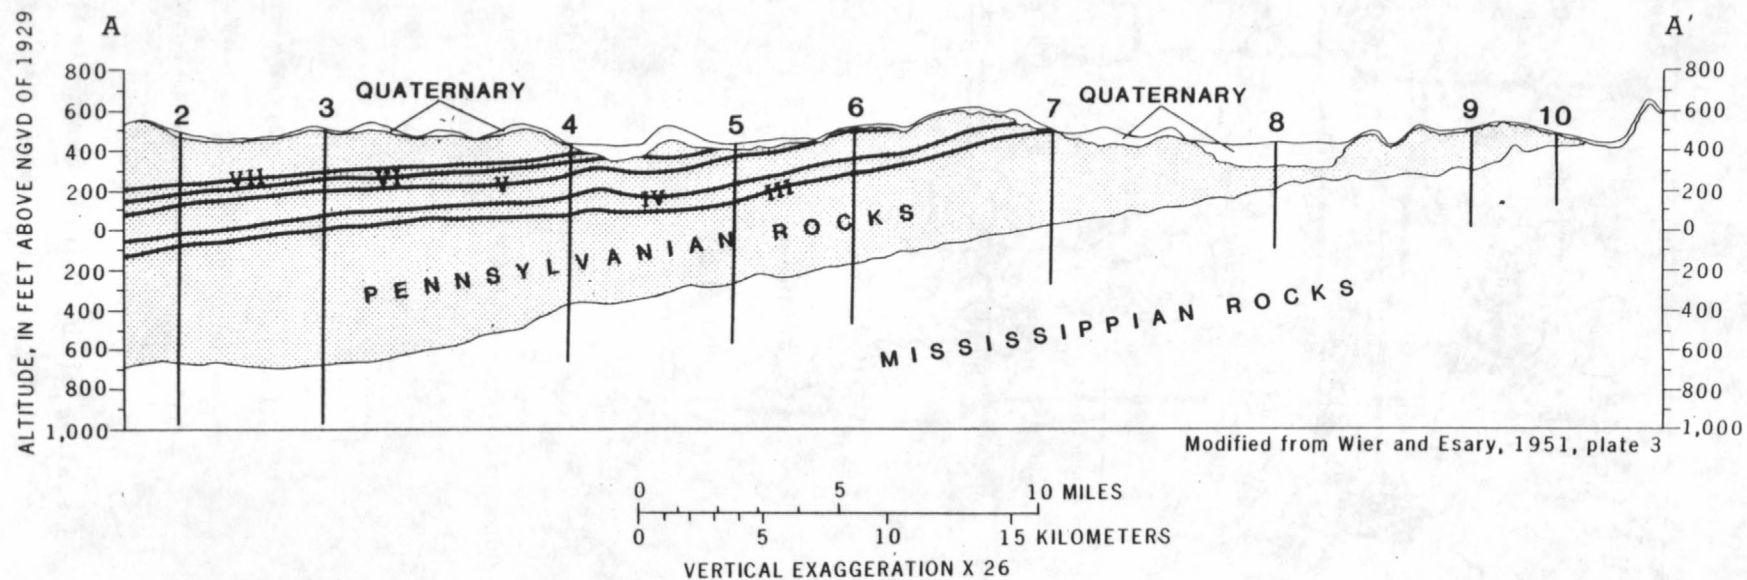 A A'
ALTITUDE, IN FEET ABOVE NGVD OF 1929
800 800
QUATERNARY QUATERNARY
600 600
2 3 4 5 6 7 8 9 10
400 400
VII VI V IV III
200 200
0 0
PENNSYLVANIAN ROCKS
200 200
MISSISSIPPIAN ROCKS
400 400
600 600
800 800
1,000 1,000
Modified from Wier and Esary, 1951, plate 3
0 5 10 MILES
0 5 10 15 KILOMETERS
VERTICAL EXAGGERATION X 26